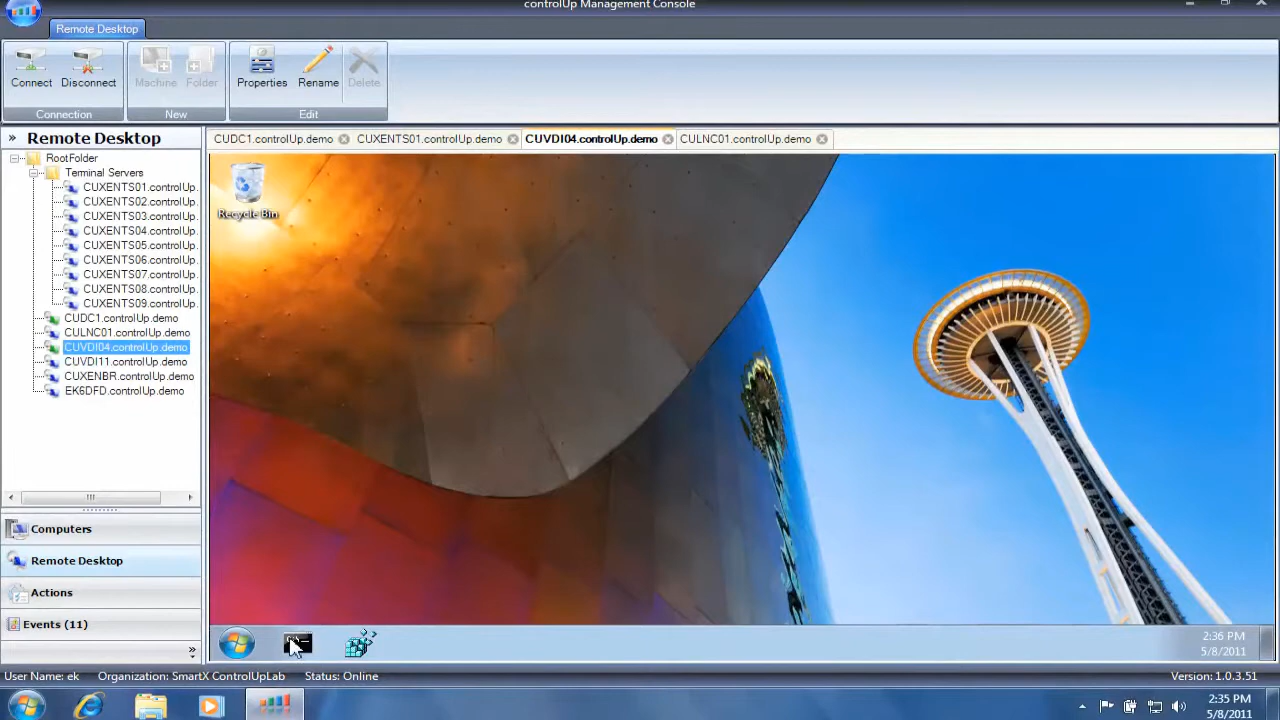 controlUp Management Console
Remote Desktop
Connect
Disconnect
Machine
Folder
Properties
Rename
Delete
Connection
New
Edit
» Remote Desktop
CUDC1.controlUp.demo
CUXENTS01.controlUp.demo
CUVDI04.controlUp.demo
CULNC01.controlUp.demo
RootFolder
Terminal Servers
CUXENTS01.controlUp.
CUXENTS02.controlUp.
CUXENTS03.controlUp.
CUXENTS04.controlUp.
CUXENTS05.controlUp.
CUXENTS06.controlUp.
CUXENTS07.controlUp.
CUXENTS08.controlUp.
CUXENTS09.controlUp.
CUDC1.controlUp.demo
CULNC01.controlUp.demo
CUVDI04.controlUp.demo
CUVDI11.controlUp.demo
CUXENBR.controlUp.demo
EK6DFD.controlUp.demo
Recycle Bin
Computers
Remote Desktop
Actions
Events (11)
2:36 PM
5/8/2011
User Name: ek Organization: SmartX ControlUpLab Status: Online
Version: 1.0.3.51
2:35 PM
5/8/2011